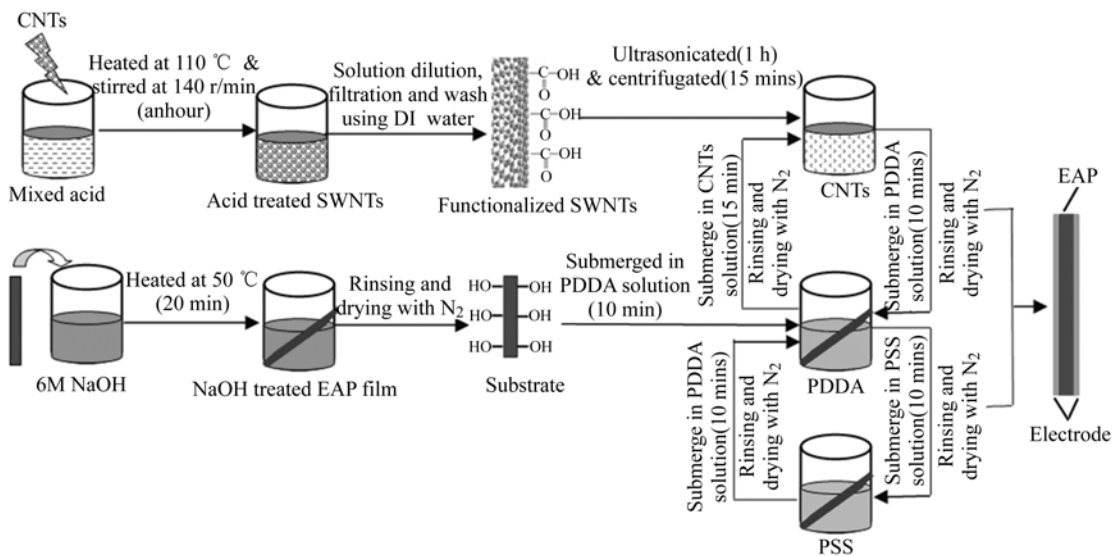 CNTs
Heated at 110 ℃ &
stirred at 140 r/min
(anhour)
Mixed acid
Acid treated SWNTs
Solution dilution,
filtration and wash
using DI water
C—OH
O
C—OH
O
C—OH
O
Functionalized SWNTs
Ultrasonicated(1 h)
& centrifugated(15 mins)
CNTs
Submerge in CNTs
solution(15 min)
Rinsing and
drying with N₂
Submerge in PDDA
solution(10 mins)
Rinsing and
drying with N₂
EAP
6M NaOH
Heated at 50 ℃
(20 min)
NaOH treated EAP film
Rinsing and
drying with N₂
HO OH
HO OH
HO OH
Substrate
Submerged in
PDDA solution
(10 min)
PDDA
Submerge in PDDA
solution(10 mins)
Rinsing and
drying with N₂
Submerge in PSS
solution(10 mins)
Rinsing and
drying with N₂
PSS
Electrode